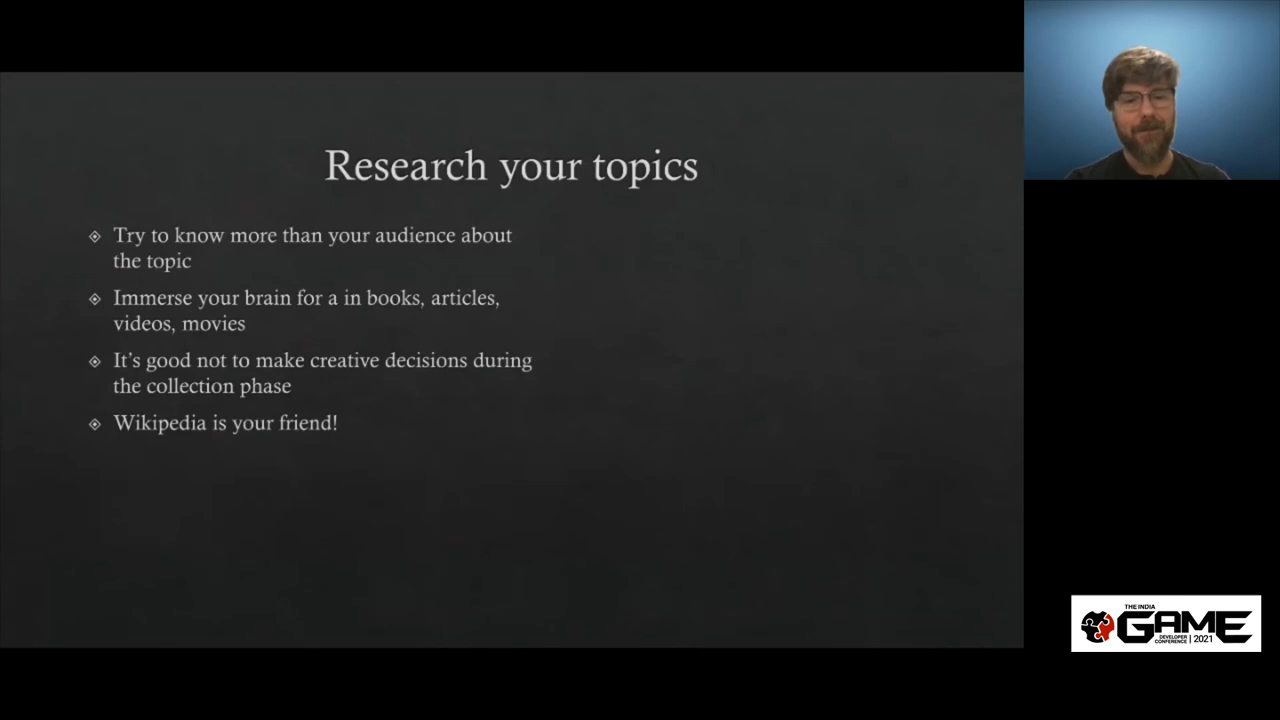 Research your topics
Try to know more than your audience about
the topic
Immerse your brain for a in books, articles,
videos, movies
It's good not to make creative decisions during
the collection phase
Wikipedia is your friend!
THE INDIA
GAME
DEVELOPER
CONFERENCE | 2021